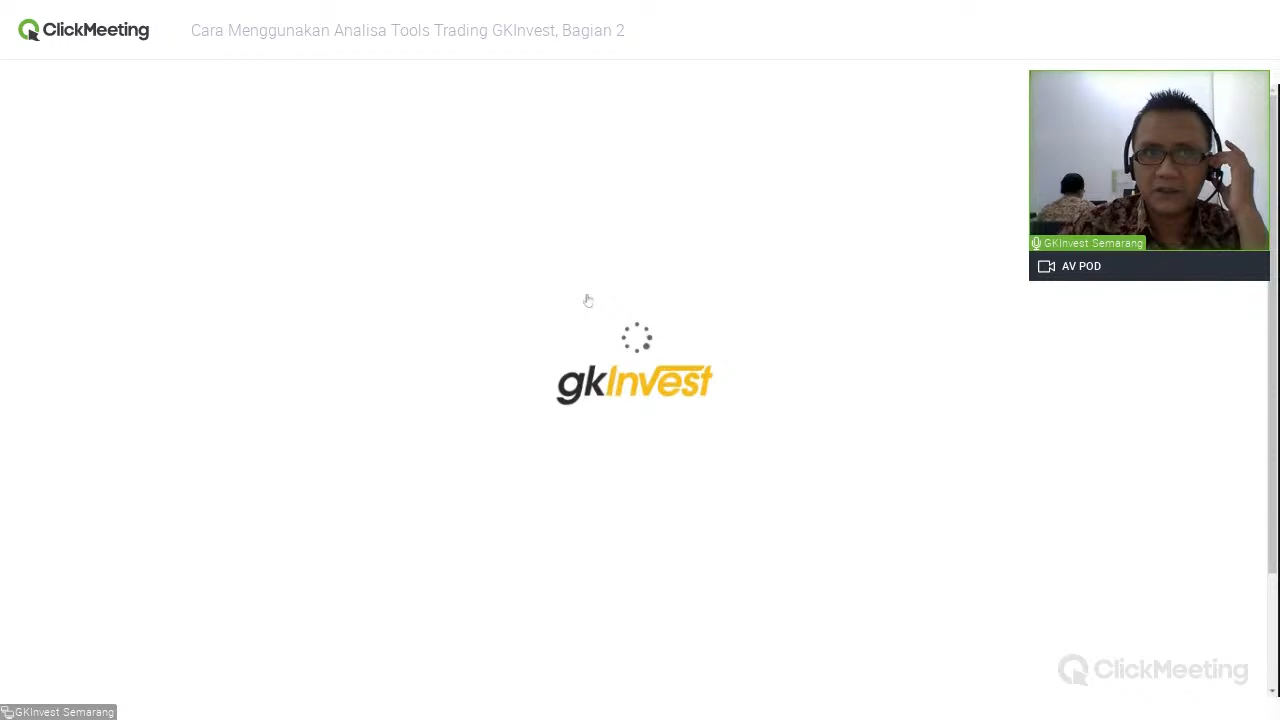 ClickMeeting
Cara Menggunakan Analisa Tools Trading GKInvest, Bagian 2
GKInvest Semarang
AV POD
gkInvest
ClickMeeting
GKInvest Semarang